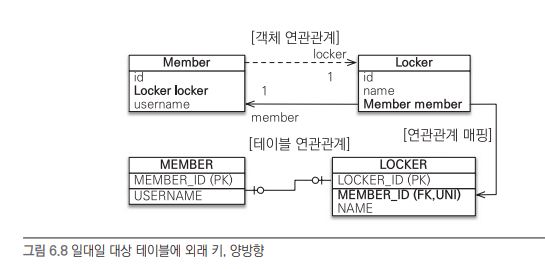 [객체 연관관계]
locker
Member
Locker
id
Locker locker
username
1
1
id
name
Member member
member
[연관관계 매핑]
[테이블 연관관계]
MEMBER
MEMBER_ID (PK)
USERNAME
LOCKER
LOCKER_ID (PK)
MEMBER_ID (FK,UNI)
NAME
그림 6.8 일대일 대상 테이블에 외래 키, 양방향